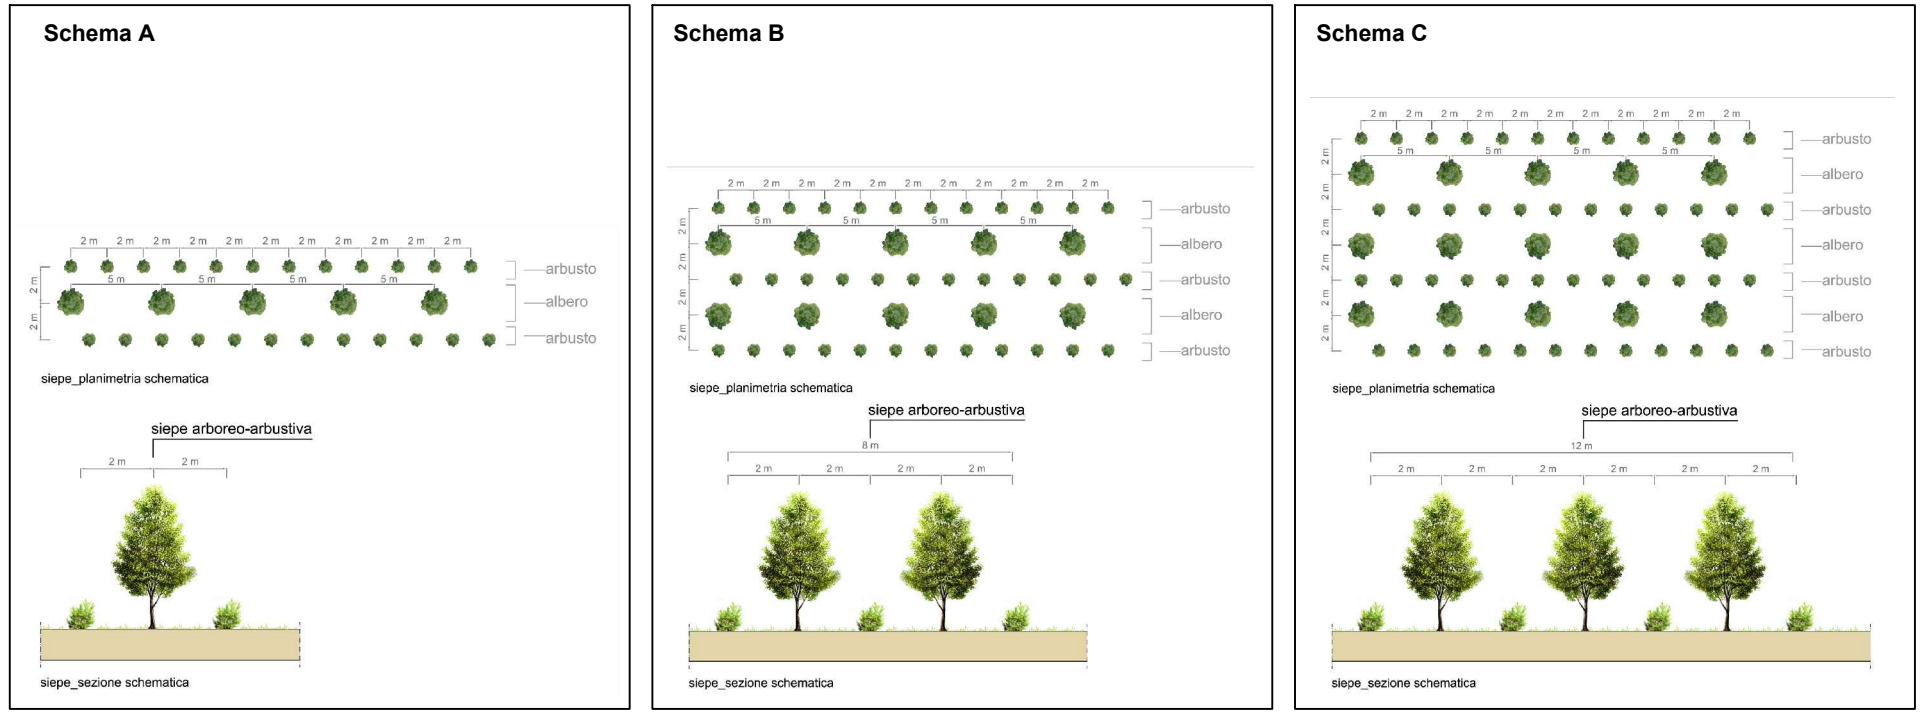 Schema A
2 m 2 m 2 m 2 m 2 m 2 m 2 m 2 m 2 m 2 m 2 m
arbusto
5 m 5 m 5 m 5 m
2 m
albero
2 m
arbusto
siepe_planimetria schematica
siepe arboreo-arbustiva
2 m 2 m
siepe_sezione schematica
Schema B
2 m 2 m 2 m 2 m 2 m 2 m 2 m 2 m 2 m 2 m 2 m
arbusto
2 m
5 m 5 m 5 m 5 m
albero
2 m
arbusto
2 m
albero
2 m
arbusto
siepe_planimetria schematica
siepe arboreo-arbustiva
8 m
2 m 2 m 2 m 2 m
siepe_sezione schematica
Schema C
2 m 2 m 2 m 2 m 2 m 2 m 2 m 2 m 2 m 2 m 2 m
arbusto
2 m
5 m 5 m 5 m 5 m
albero
2 m
arbusto
2 m
albero
2 m
arbusto
2 m
albero
2 m
arbusto
siepe_planimetria schematica
siepe arboreo-arbustiva
12 m
2 m 2 m 2 m 2 m 2 m 2 m
siepe_sezione schematica